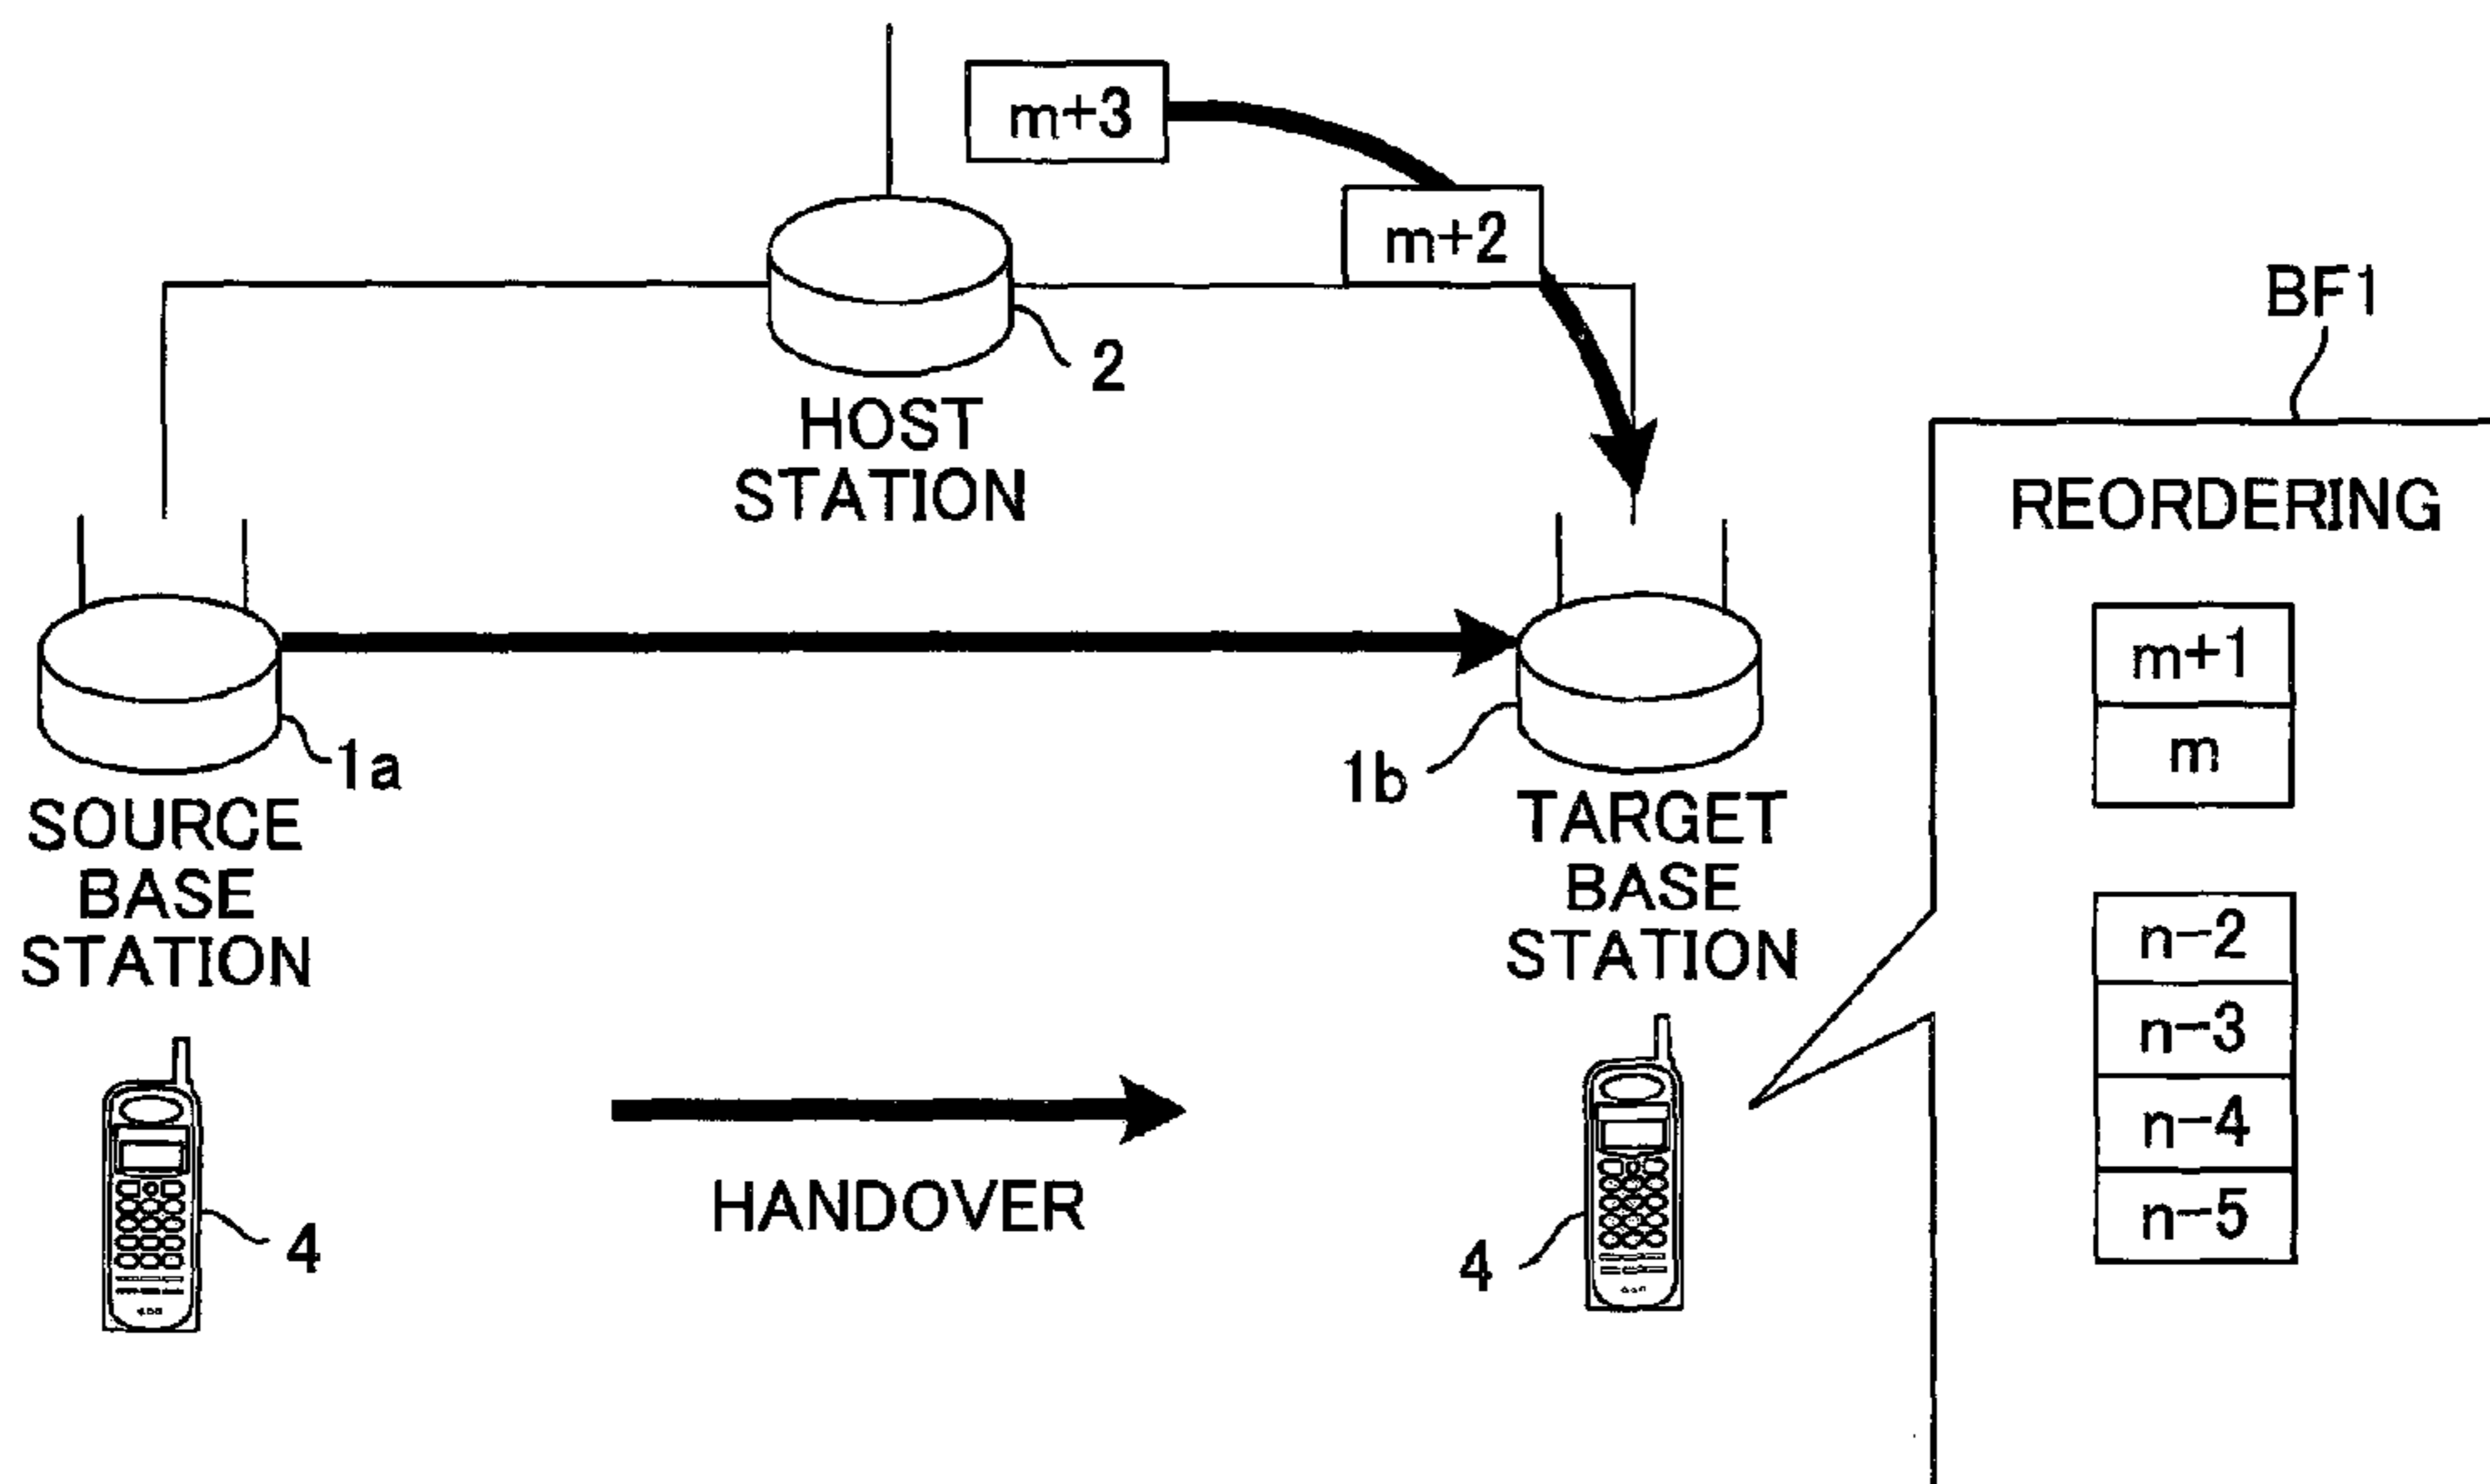 m+3
m+2
BF1
2
HOST
STATION
REORDERING
m+1
m
1a
1b
SOURCE
BASE
STATION
TARGET
BASE
STATION
n-2
n-3
n-4
n-5
HANDOVER
4
4